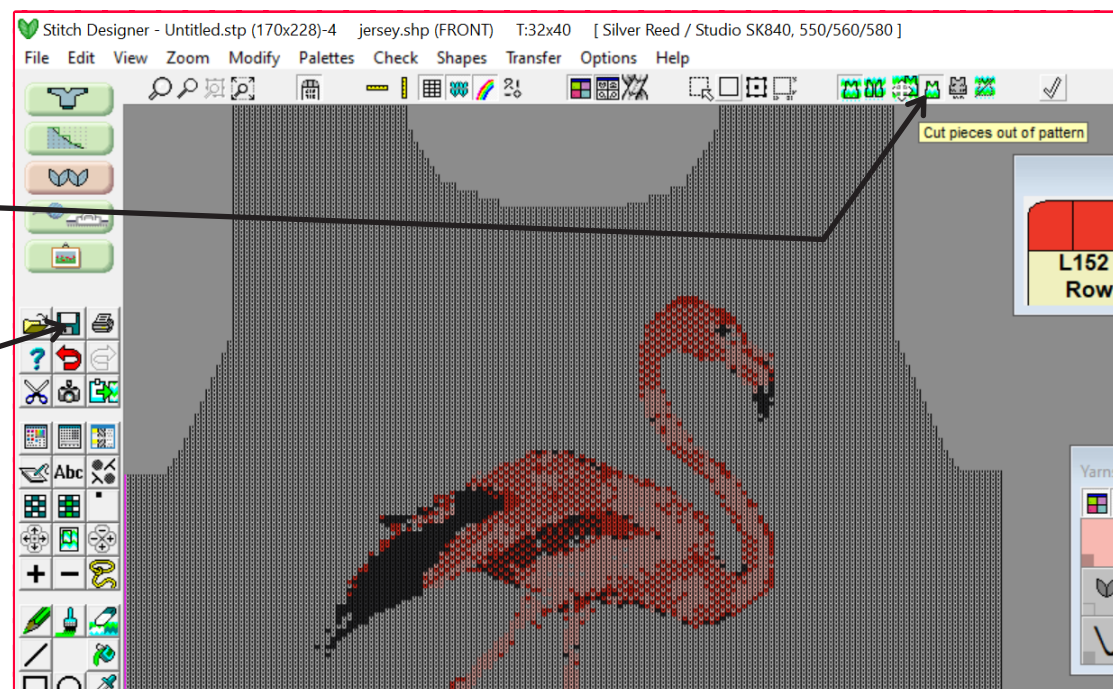 Stitch Designer - Untitled.stp (170x228)-4 jersey.shp (FRONT) T:32x40 [ Silver Reed / Studio SK840, 550/560/580 ]
File Edit View Zoom Modify Palettes Check Shapes Transfer Options Help
Cut pieces out of pattern
L152
Row
Yarn
Abc